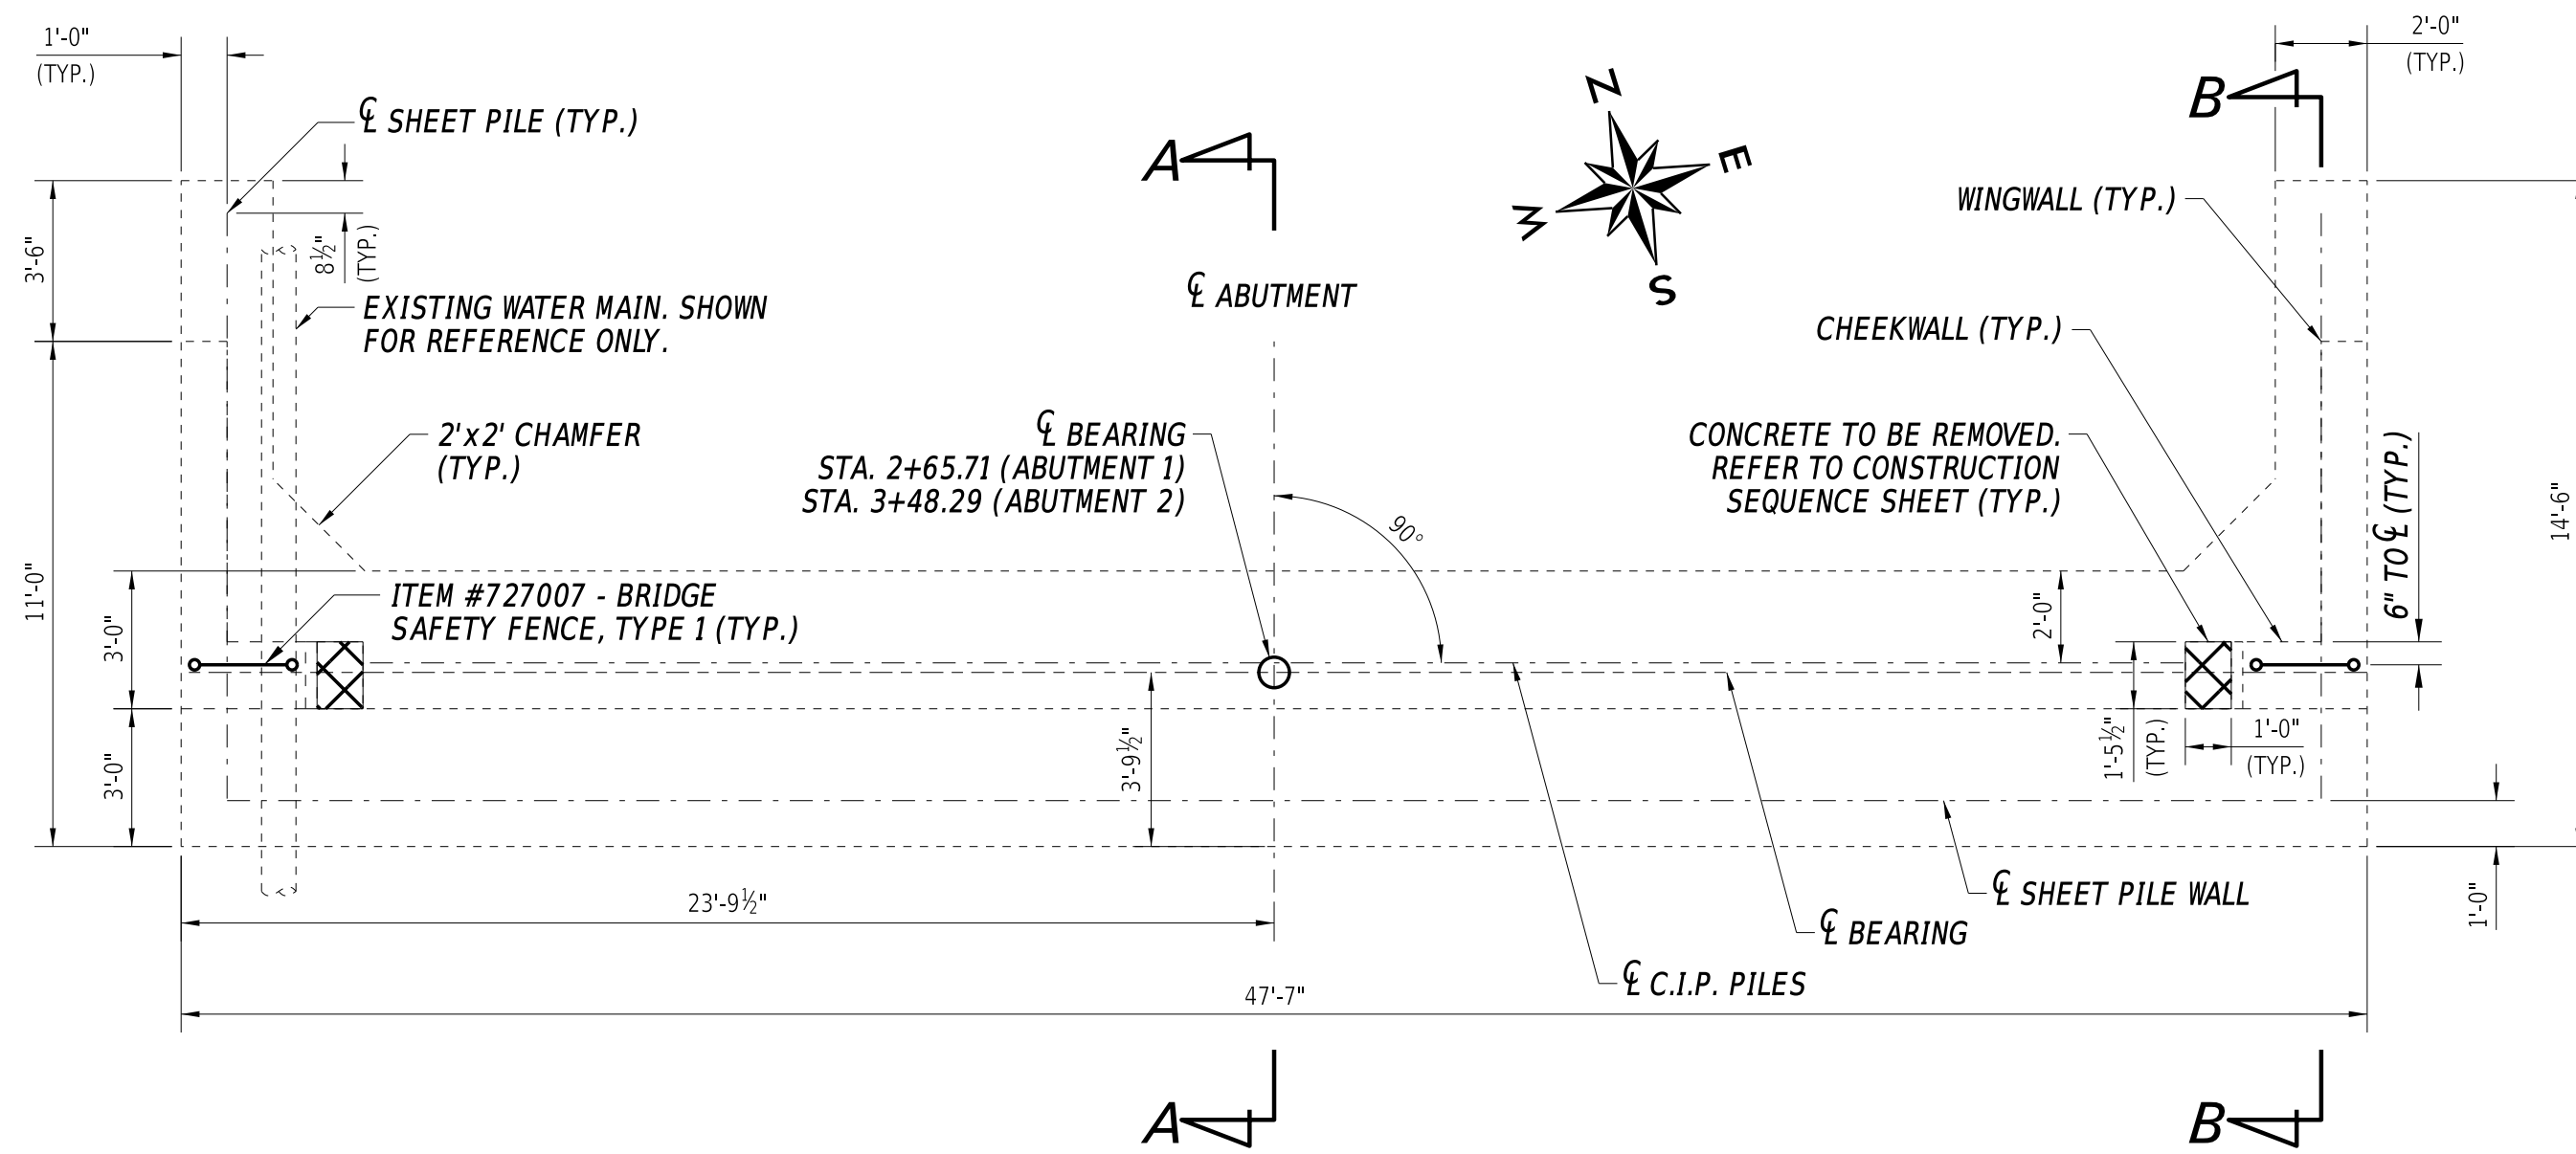 1'-0"
(TYP.)
2'-0"
(TYP.)
℄ SHEET PILE (TYP.)
A
B
N
E
W
S
WINGWALL (TYP.)
3'-6"
8½"
(TYP.)
℄ ABUTMENT
EXISTING WATER MAIN. SHOWN
FOR REFERENCE ONLY.
CHEEKWALL (TYP.)
2'x2' CHAMFER
(TYP.)
℄ BEARING
STA. 2+65.71 (ABUTMENT 1)
STA. 3+48.29 (ABUTMENT 2)
90°
CONCRETE TO BE REMOVED.
REFER TO CONSTRUCTION
SEQUENCE SHEET (TYP.)
6" TO ℄ (TYP.)
14'-6"
11'-0"
3'-0"
ITEM #727007 - BRIDGE
SAFETY FENCE, TYPE 1 (TYP.)
2'-0"
3'-0"
3'-9½"
1'-5½"
(TYP.)
1'-0"
(TYP.)
23'-9½"
℄ SHEET PILE WALL
1'-0"
℄ BEARING
℄ C.I.P. PILES
47'-7"
A
B